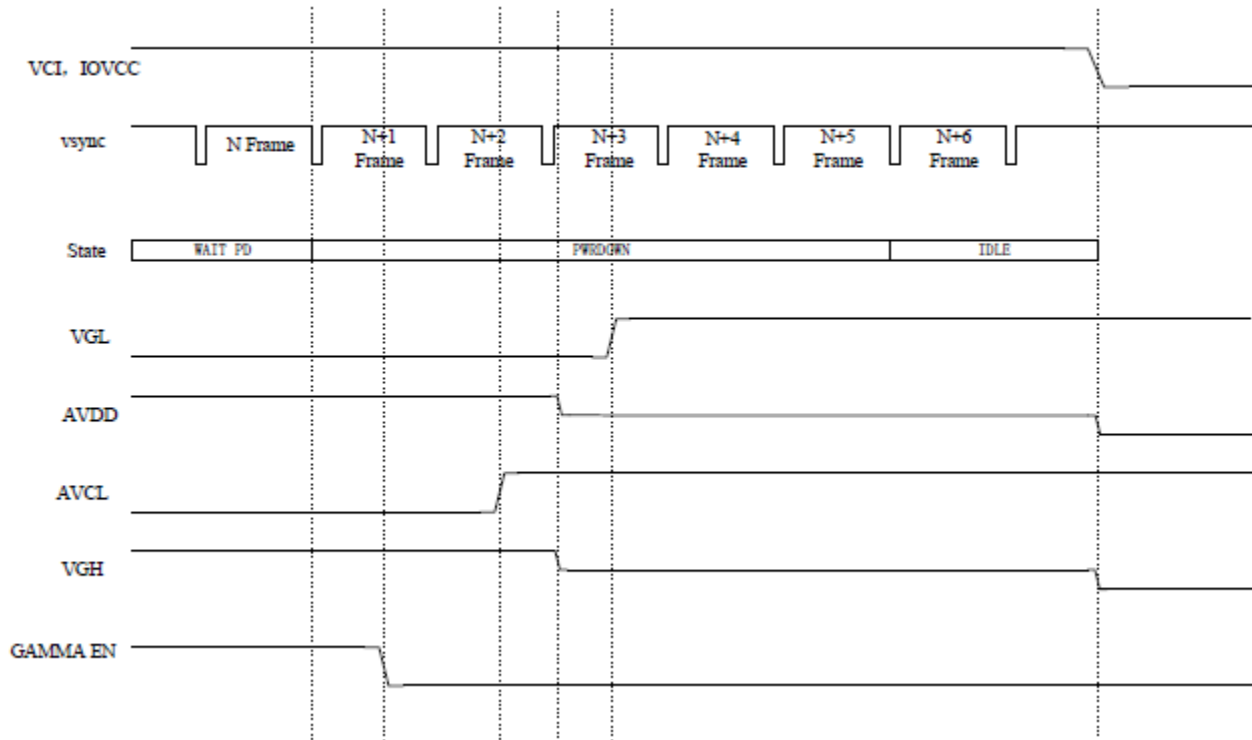 VCI, IOVCC
vsync
N Frame
N+1
Frame
N+2
Frame
N+3
Frame
N+4
Frame
N+5
Frame
N+6
Frame
State
WAIT PD
PWRDOWN
IDLE
VGL
AVDD
AVCL
VGH
GAMMA EN